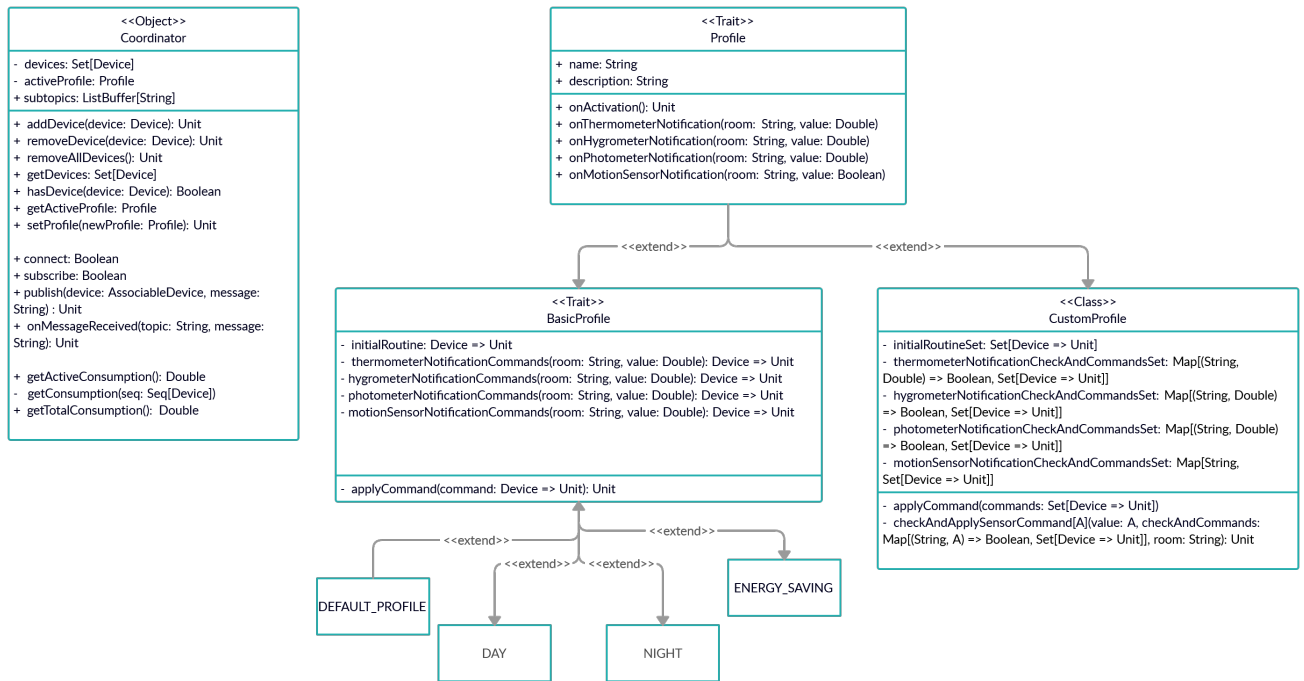 <<Object>>
Coordinator
- devices: Set[Device]
- activeProfile: Profile
+ subtopics: ListBuffer[String]
+ addDevice(device: Device): Unit
+ removeDevice(device: Device): Unit
+ removeAllDevices(): Unit
+ getDevices: Set[Device]
+ hasDevice(device: Device): Boolean
+ getActiveProfile: Profile
+ setProfile(newProfile: Profile): Unit
+ connect: Boolean
+ subscribe: Boolean
+ publish(device: AssociableDevice, message:
String) : Unit
+ onMessageReceived(topic: String, message:
String): Unit
+ getActiveConsumption(): Double
- getConsumption(seq: Seq[Device])
+ getTotalConsumption(): Double
<<Trait>>
Profile
+ name: String
+ description: String
+ onActivation(): Unit
+ onThermometerNotification(room: String, value: Double)
+ onHygrometerNotification(room: String, value: Double)
+ onPhotometerNotification(room: String, value: Double)
+ onMotionSensorNotification(room: String, value: Boolean)
<<extend>>
<<extend>>
<<Trait>>
BasicProfile
- initialRoutine: Device => Unit
- thermometerNotificationCommands(room: String, value: Double): Device => Unit
- hygrometerNotificationCommands(room: String, value: Double): Device => Unit
- photometerNotificationCommands(room: String, value: Double): Device => Unit
- motionSensorNotificationCommands(room: String, value: Double): Device => Unit
- applyCommand(command: Device => Unit): Unit
<<Class>>
CustomProfile
- initialRoutineSet: Set[Device => Unit]
- thermometerNotificationCheckAndCommandsSet: Map[(String,
Double) => Boolean, Set[Device => Unit]]
- hygrometerNotificationCheckAndCommandsSet: Map[(String, Double)
=> Boolean, Set[Device => Unit]]
- photometerNotificationCheckAndCommandsSet: Map[(String, Double)
=> Boolean, Set[Device => Unit]]
- motionSensorNotificationCheckAndCommandsSet: Map[String,
Set[Device => Unit]]
- applyCommand(commands: Set[Device => Unit])
- checkAndApplySensorCommand[A](value: A, checkAndCommands:
Map[(String, A) => Boolean, Set[Device => Unit]], room: String): Unit
<<extend>>
<<extend>>
<<extend>>
<<extend>>
DEFAULT_PROFILE
DAY
NIGHT
ENERGY_SAVING